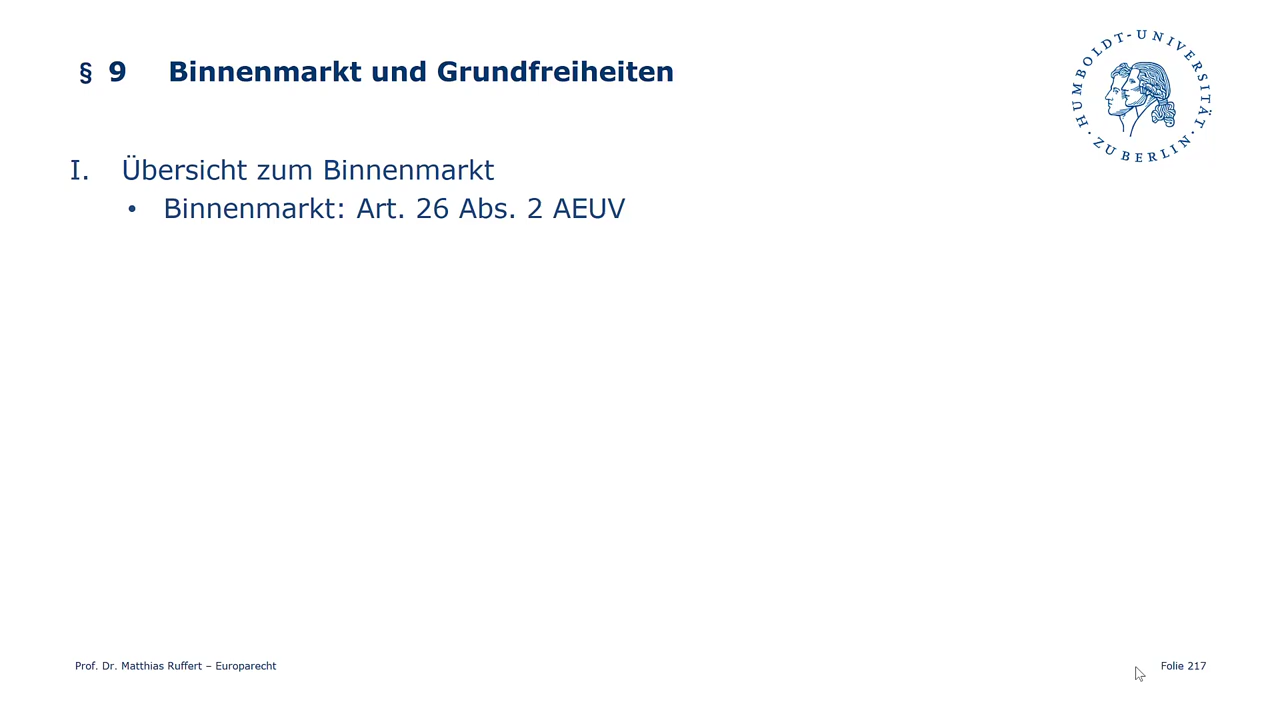 § 9 Binnenmarkt und Grundfreiheiten
HUMBOLDT-UNIVERSITÄT
· ZU BERLIN ·
I. Übersicht zum Binnenmarkt
• Binnenmarkt: Art. 26 Abs. 2 AEUV
Prof. Dr. Matthias Ruffert – Europarecht
Folie 217